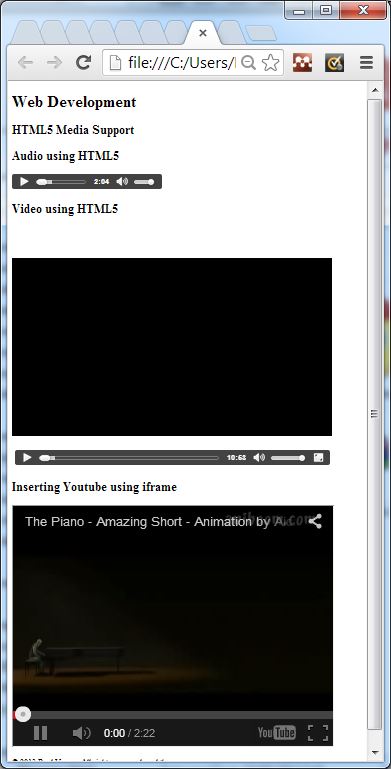 file:///C:/Users/
Web Development
HTML5 Media Support
Audio using HTML5
2:04
Video using HTML5
10:53
Inserting Youtube using iframe
The Piano - Amazing Short - Animation by A
0:00 / 2:22
YouTube